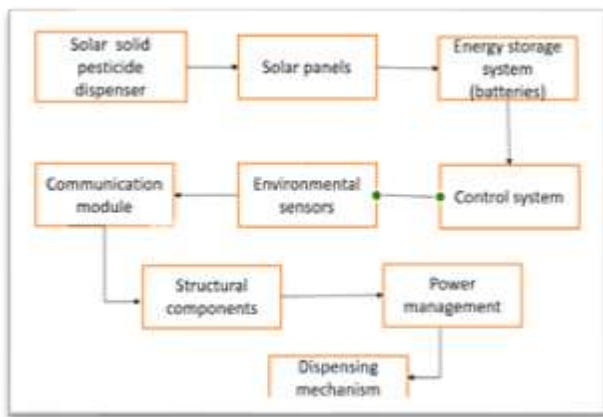 Solar solid
pesticide
dispenser
Solar panels
Energy storage
system
(batteries)
Communication
module
Environmental
sensors
Control system
Structural
components
Power
management
Dispensing
mechanism